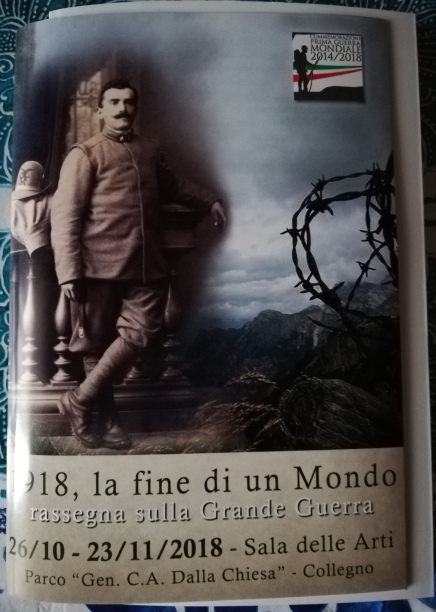 COMMEMORAZIONE
PRIMA GUERRA
MONDIALE
2014/2018
918, la fine di un Mondo
rassegna sulla Grande Guerra
26/10 - 23/11/2018 - Sala delle Arti
Parco "Gen. C.A. Dalla Chiesa" - Collegno